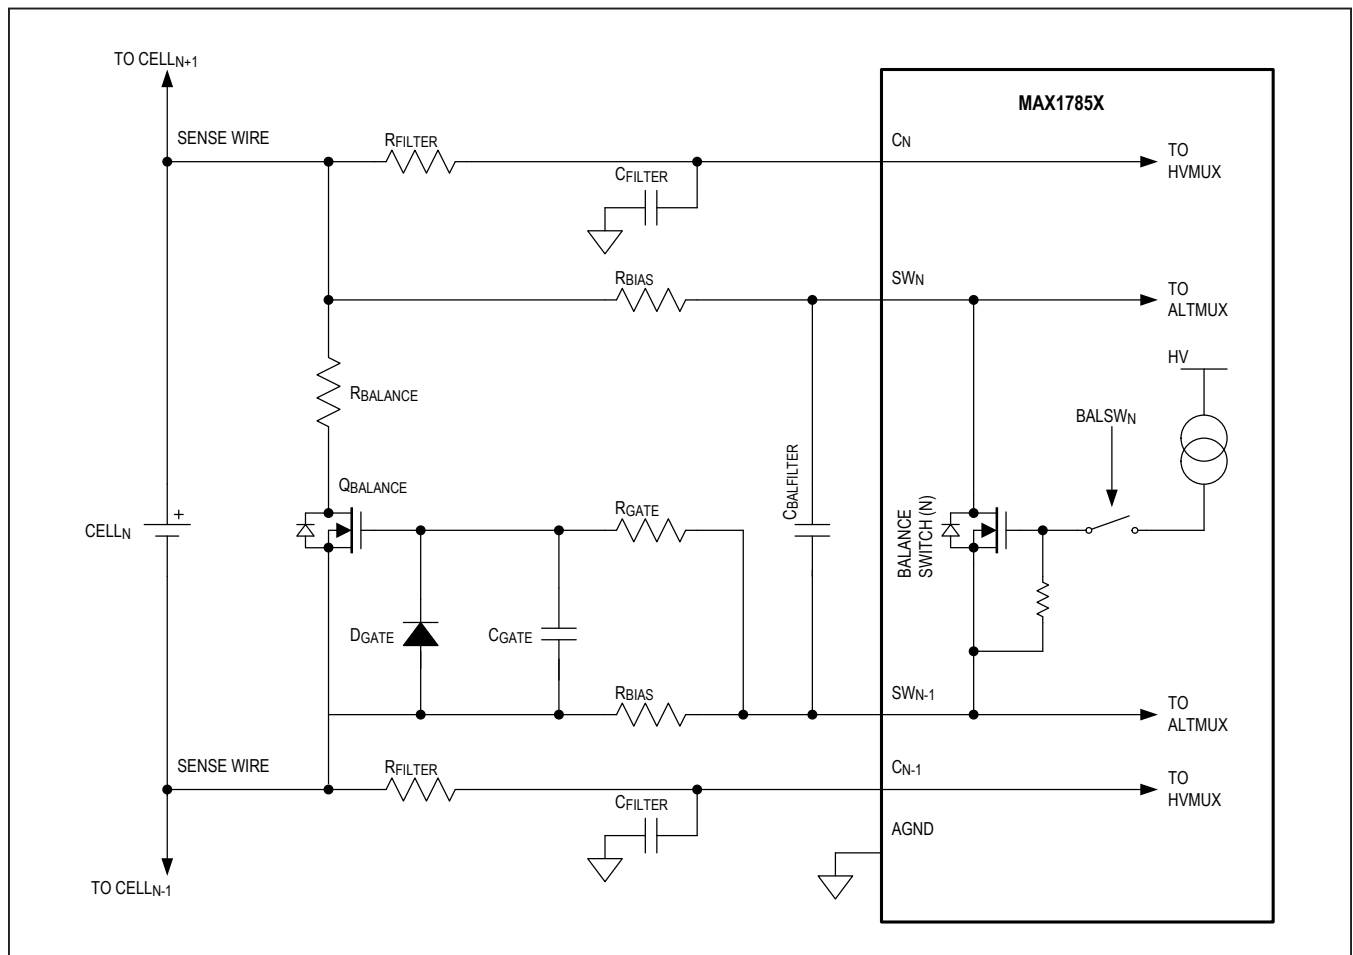 TO CELLN+1
MAX1785X
SENSE WIRE
RFILTER
CN
TO
HVMUX
CFILTER
RBIAS
SWN
TO
ALTMUX
HV
RBALANCE
BALSWN
QBALANCE
CBALFILTER
RGATE
BALANCE
SWITCH (N)
+
CELLN
DGATE
CGATE
RBIAS
SWN-1
TO
ALTMUX
SENSE WIRE
RFILTER
CN-1
TO
HVMUX
CFILTER
AGND
TO CELLN-1